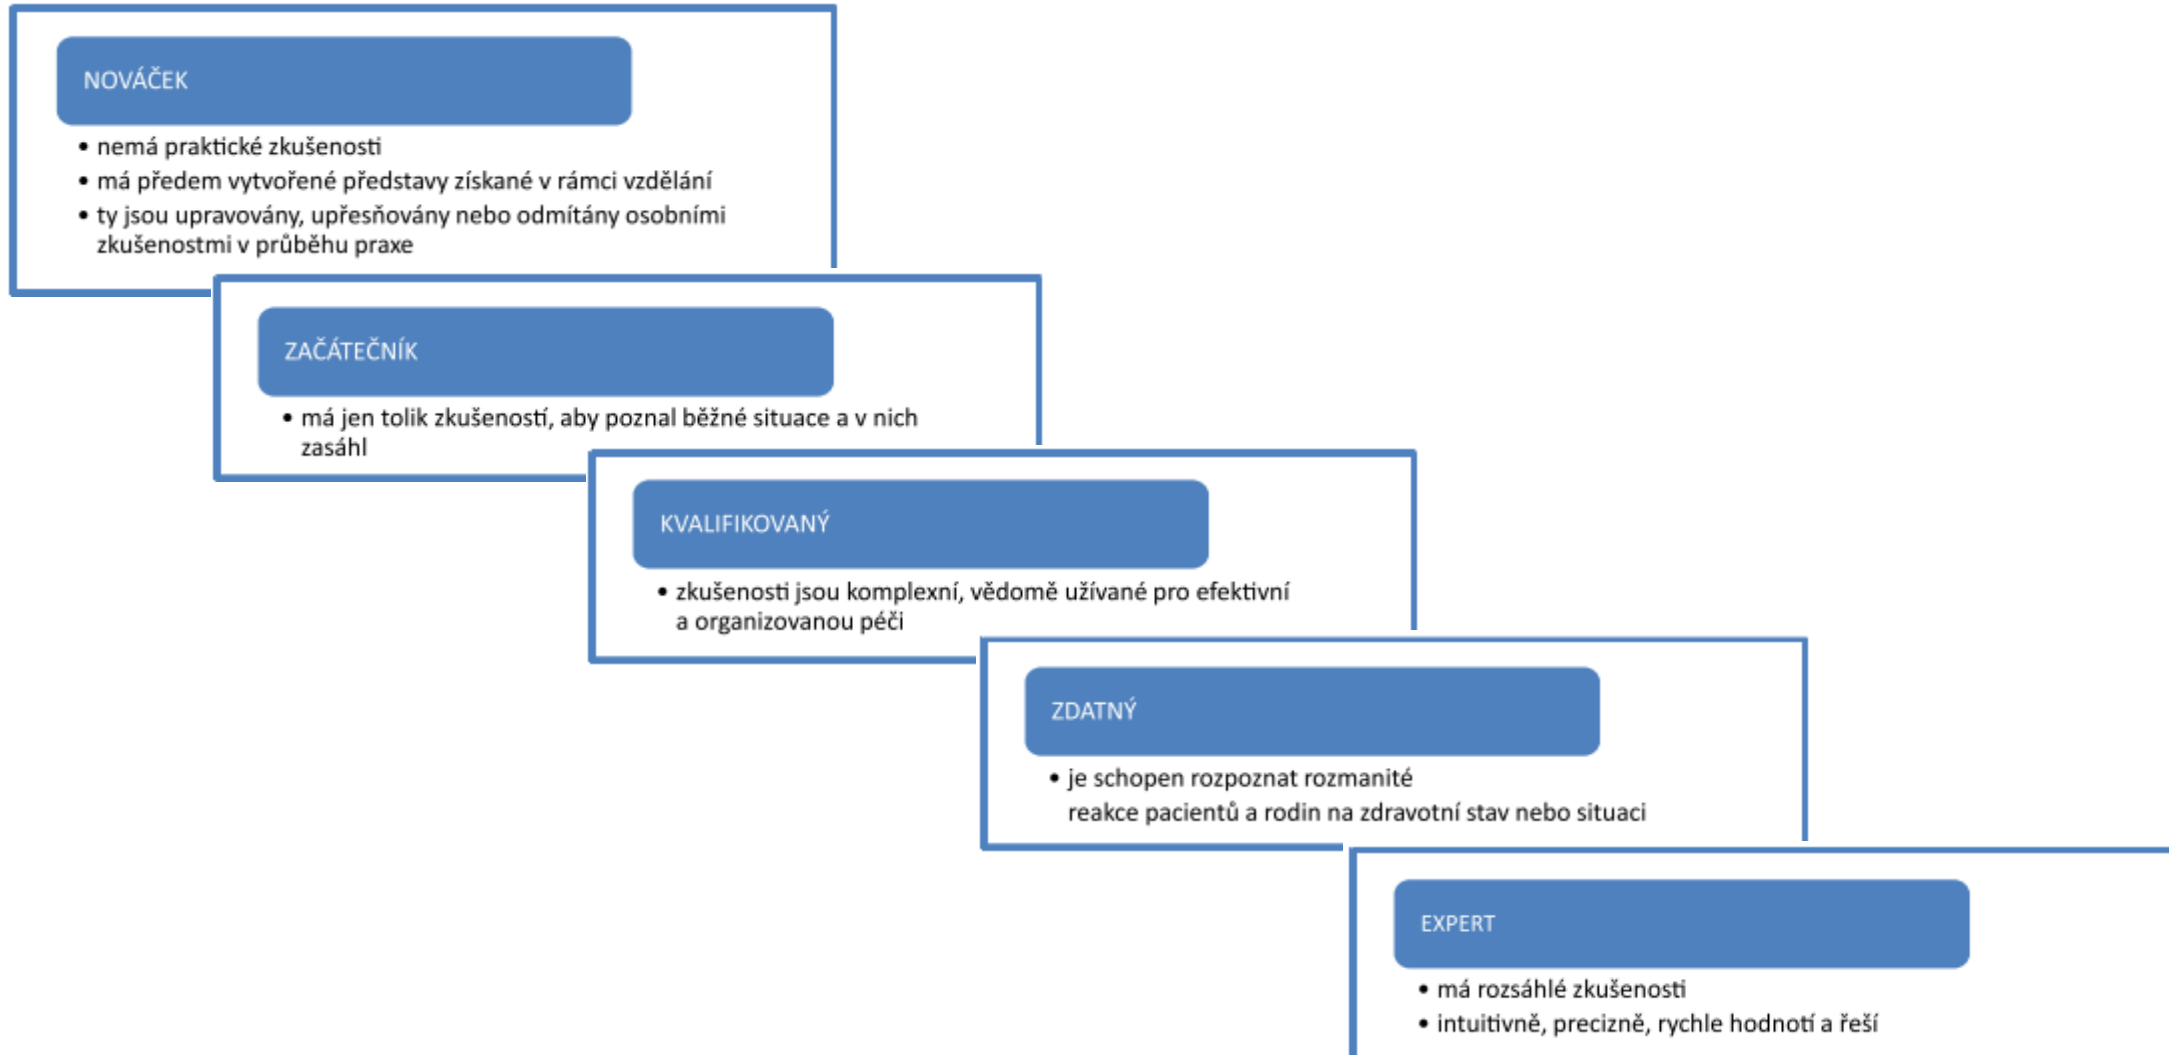 NOVÁČEK
• nemá praktické zkušenosti
• má předem vytvořené představy získané v rámci vzdělání
• ty jsou upravovány, upřesňovány nebo odmítány osobními
zkušenostmi v průběhu praxe
ZAČÁTEČNÍK
• má jen tolik zkušeností, aby poznal běžné situace a v nich
zasáhl
KVALIFIKOVANÝ
• zkušenosti jsou komplexní, vědomě užívané pro efektivní
a organizovanou péči
ZDATNÝ
• je schopen rozpoznat rozmanité
reakce pacientů a rodin na zdravotní stav nebo situaci
EXPERT
• má rozsáhlé zkušenosti
• intuitivně, precizně, rychle hodnotí a řeší